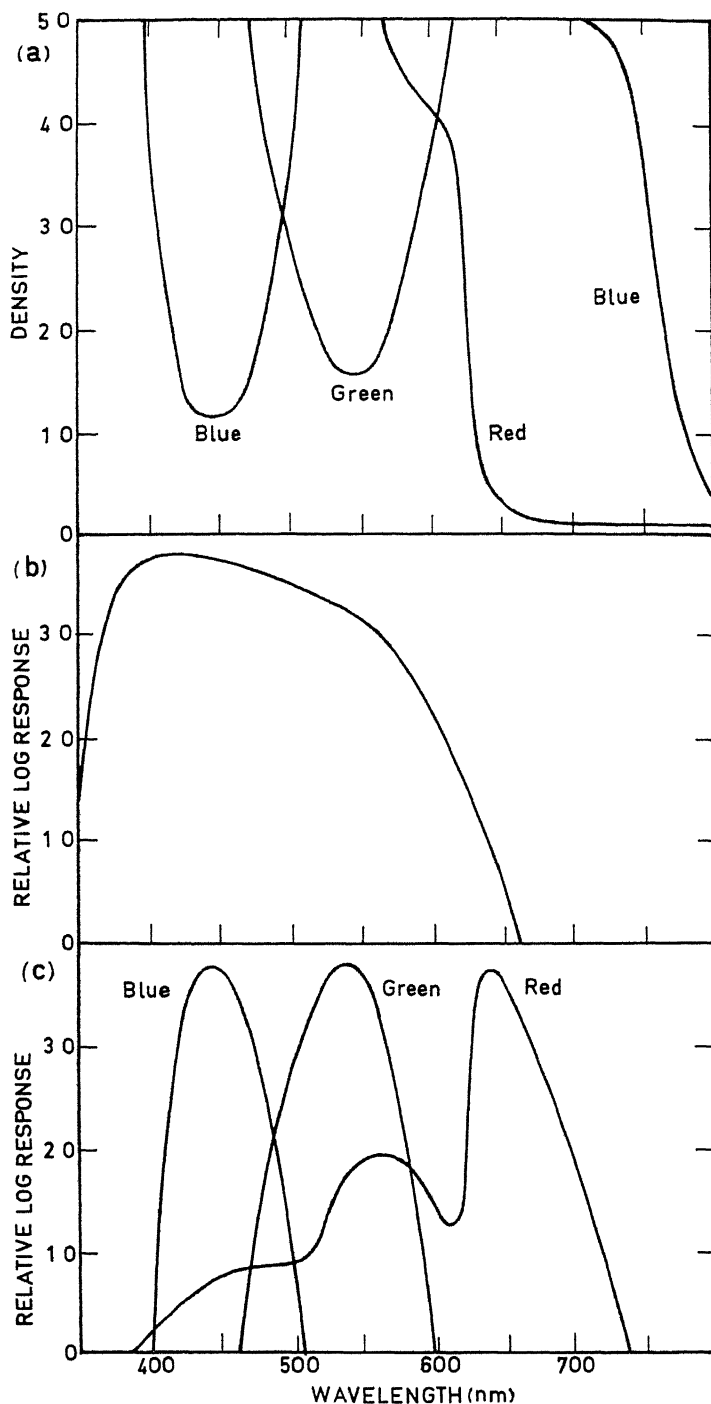 (a)
5 0
4 0
3 0
2 0
1 0
0
DENSITY
Blue
Green
Red
Blue
(b)
3 0
2 0
1 0
0
RELATIVE LOG RESPONSE
(c)
Blue
Green
Red
3 0
2 0
1 0
0
RELATIVE LOG RESPONSE
400 500 600 700
WAVELENGTH (nm)